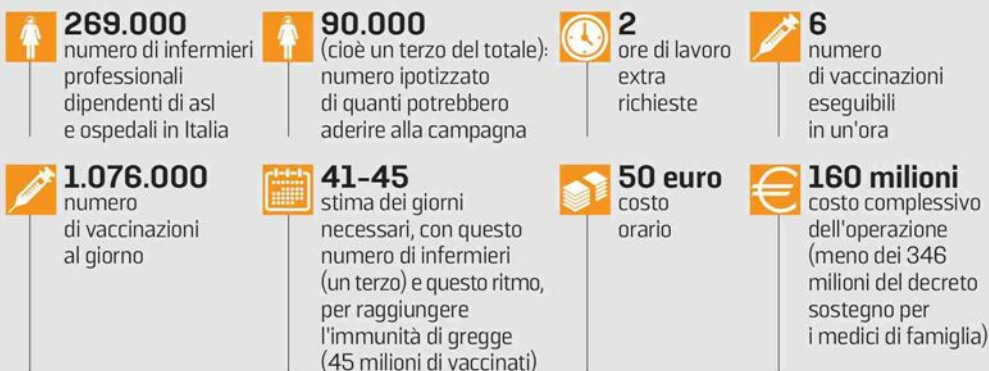 269.000
numero di infermieri
professionali
dipendenti di asl
e ospedali in Italia
90.000
(cioè un terzo del totale):
numero ipotizzato
di quanti potrebbero
aderire alla campagna
2
ore di lavoro
extra
richieste
6
numero
di vaccinazioni
eseguibili
in un'ora
1.076.000
numero
di vaccinazioni
al giorno
41-45
stima dei giorni
necessari, con questo
numero di infermieri
(un terzo) e questo ritmo,
per raggiungere
l'immunità di gregge
(45 milioni di vaccinati)
50 euro
costo
orario
160 milioni
costo complessivo
dell'operazione
(meno dei 346
milioni del decreto
sostegno per
i medici di famiglia)